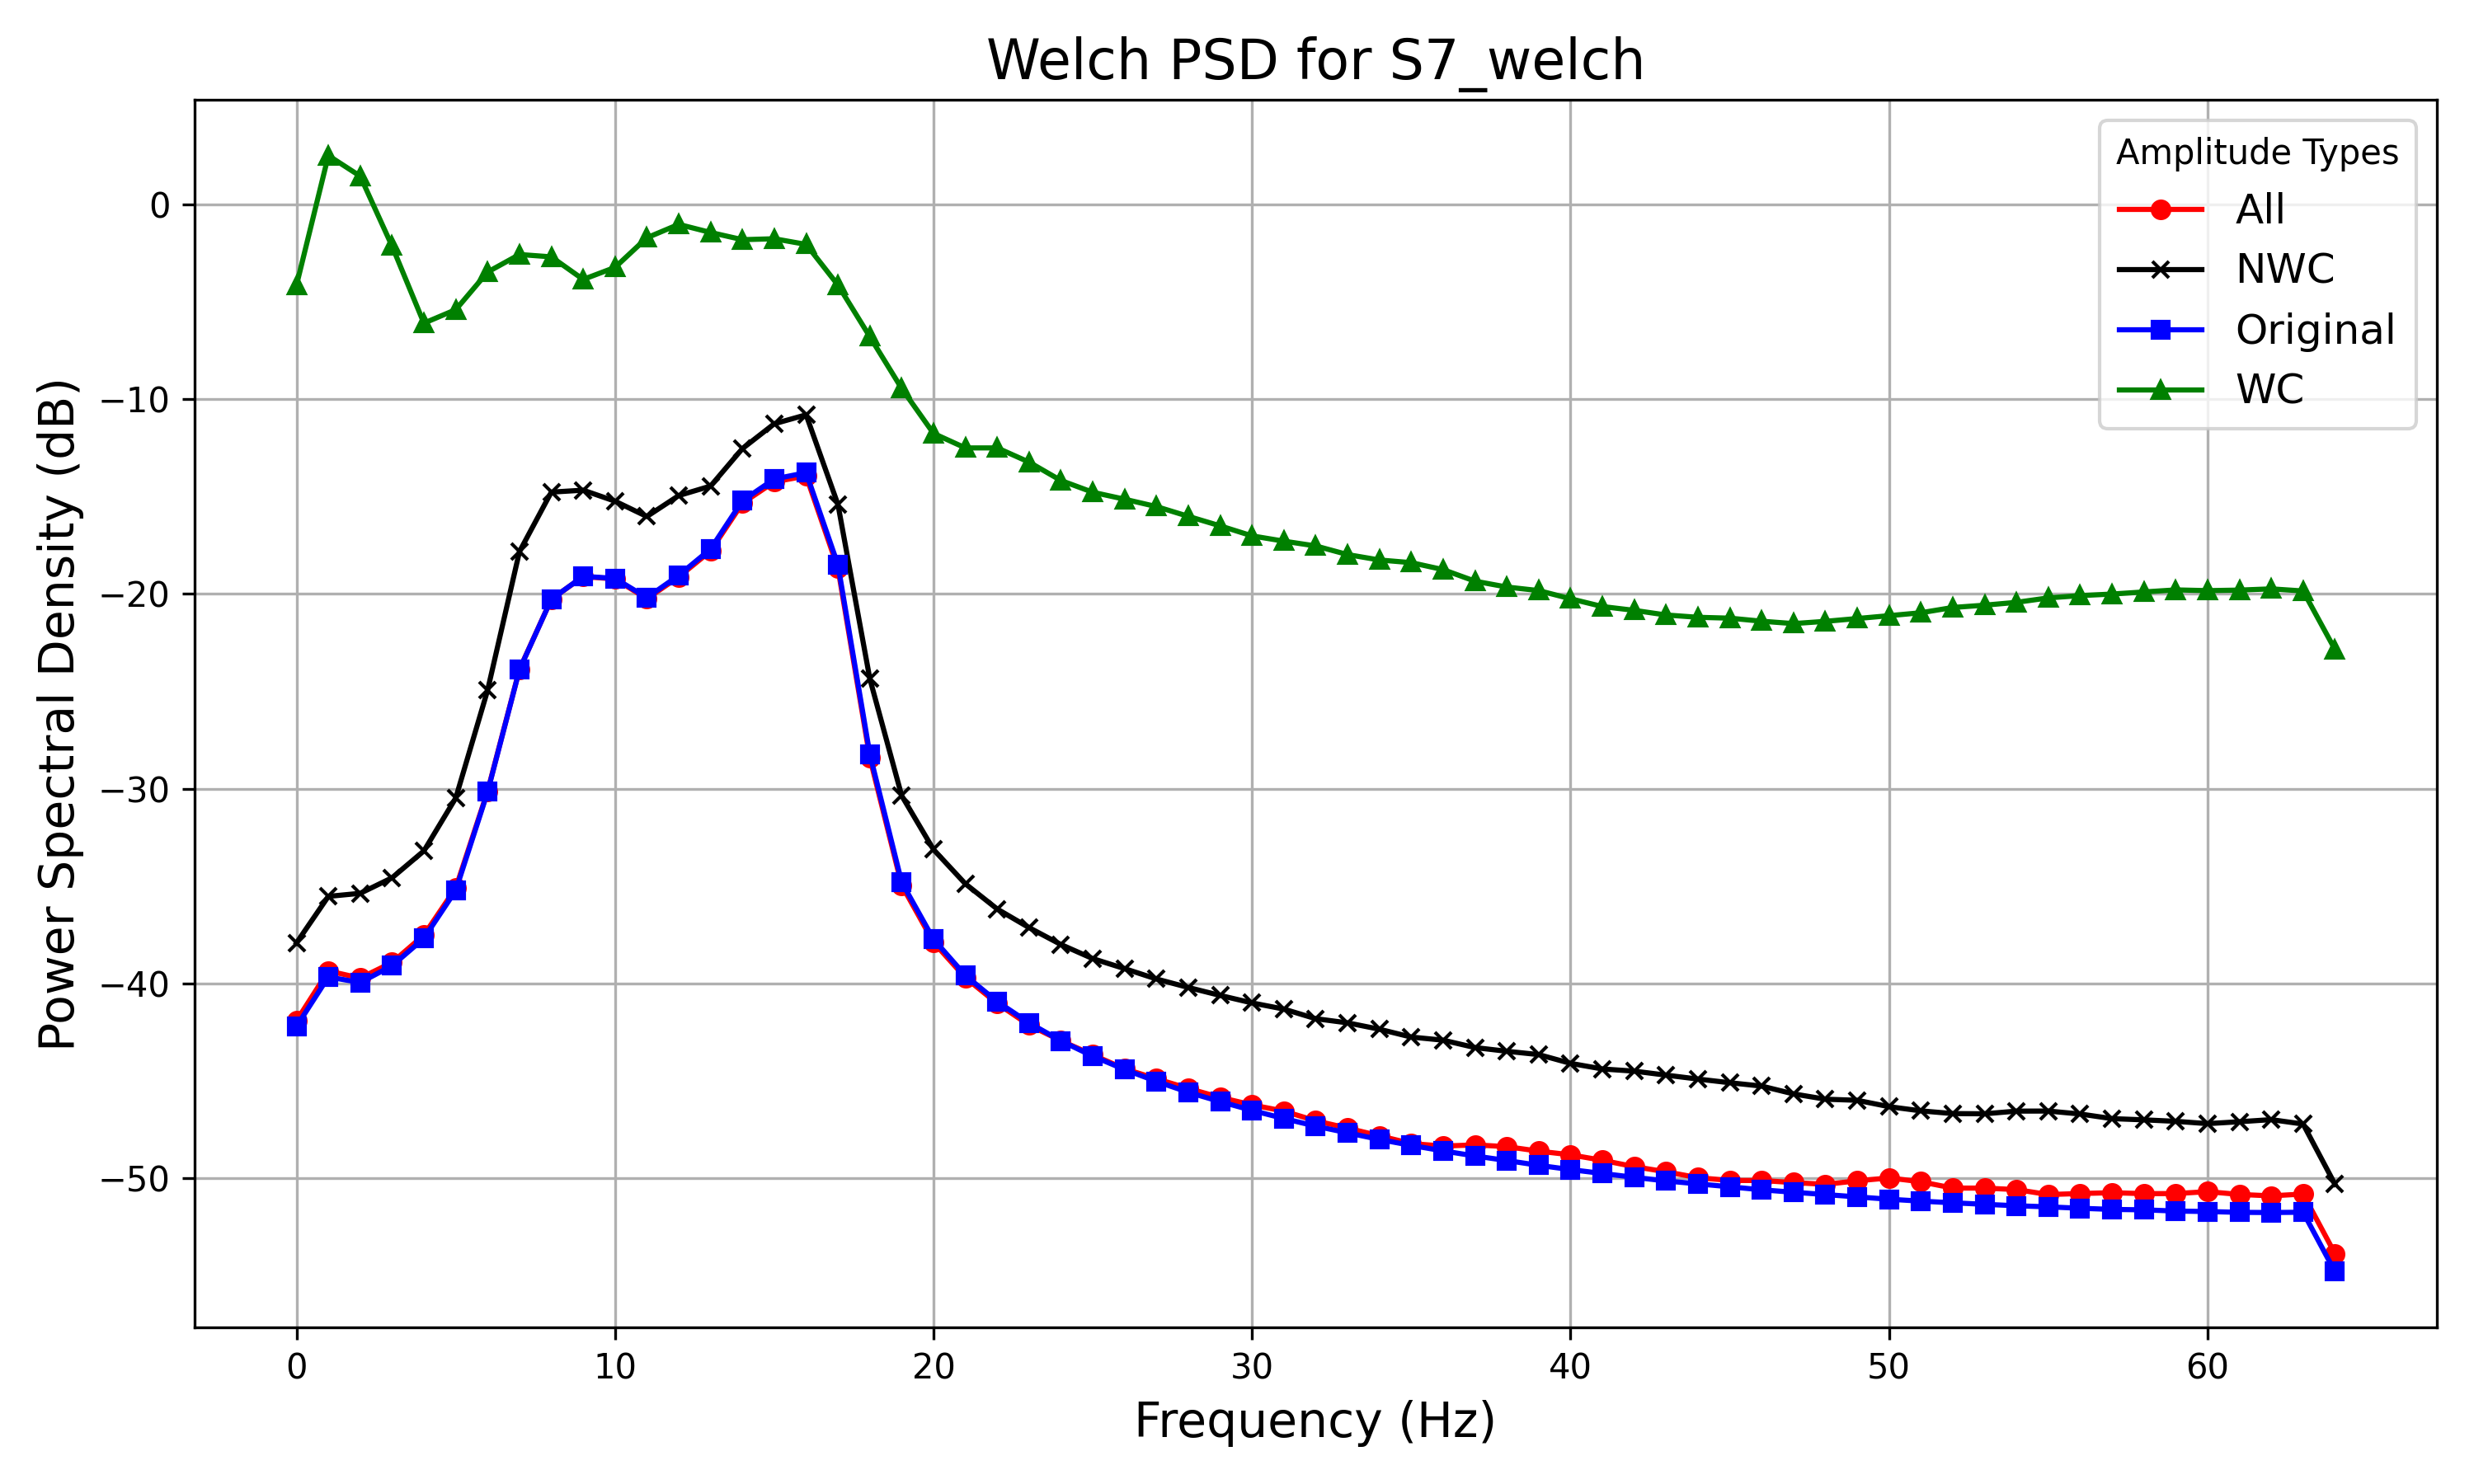 Welch PSD for S7_welch
Amplitude Types
All
NWC
Original
WC
Power Spectral Density (dB)
0
−10
−20
−30
−40
−50
0 10 20 30 40 50 60
Frequency (Hz)